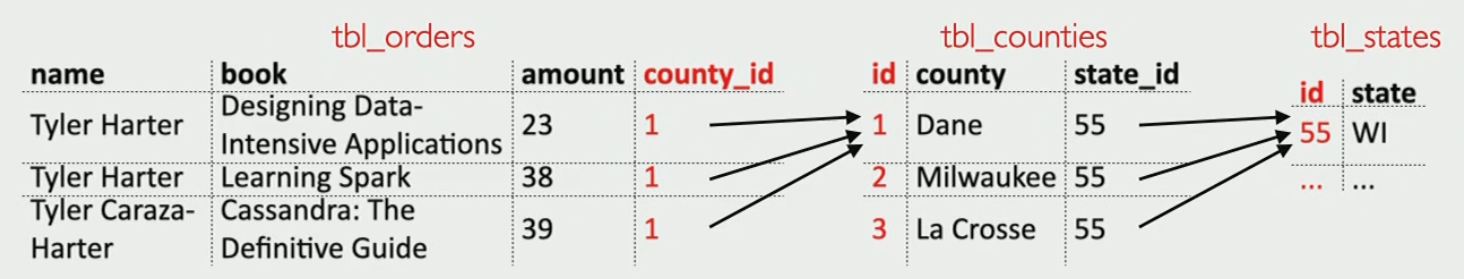 tbl_orders tbl_counties tbl_states
name book amount county_id id county state_id
id state
Tyler Harter Designing Data-
Intensive Applications 23 1 1 Dane 55 55 WI
Tyler Harter Learning Spark 38 1 2 Milwaukee 55 ... ...
Tyler Caraza-
Harter Cassandra: The
Definitive Guide 39 1 3 La Crosse 55